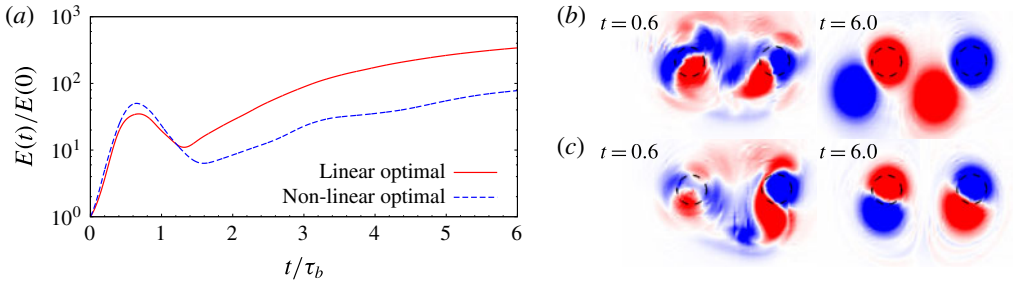 (a)
10³
10²
10¹
10⁰
E(t)/E(0)
Linear optimal
Non-linear optimal
0 1 2 3 4 5 6
t/τ_b
(b) t = 0.6 t = 6.0
(c) t = 0.6 t = 6.0